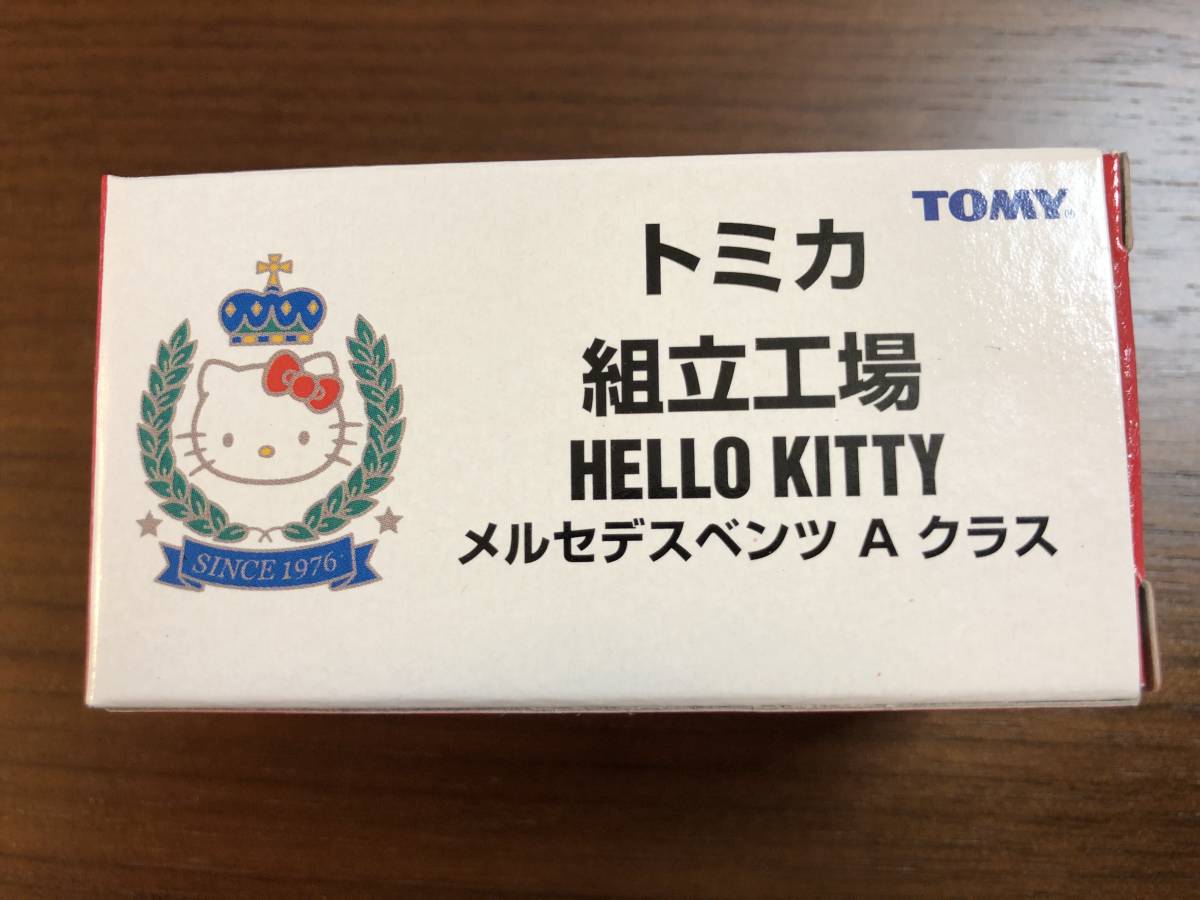 TOMY
トミカ
組立工場
HELLO KITTY
メルセデスベンツ A クラス
SINCE 1976